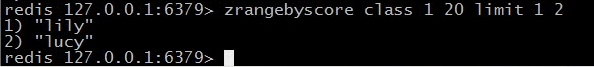 redis 127.0.0.1:6379> zrangebyscore class 1 20 limit 1 2
1) "lily"
2) "lucy"
redis 127.0.0.1:6379>